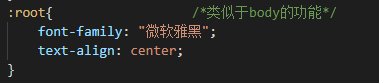 :root{ /*类似于body的功能*/
font-family: "微软雅黑";
text-align: center;
}